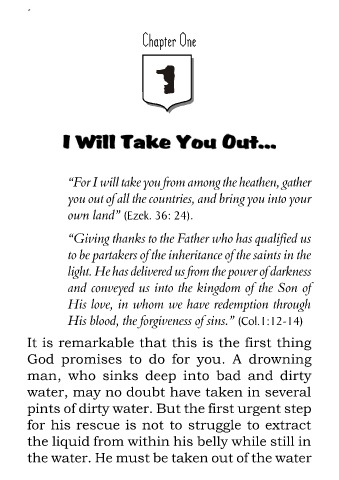 Chapter One
1
I Will Take You Out...
“For I will take you from among the heathen, gather
you out of all the countries, and bring you into your
own land” (Ezek. 36: 24).
“Giving thanks to the Father who has qualified us
to be partakers of the inheritance of the saints in the
light. He has delivered us from the power of darkness
and conveyed us into the kingdom of the Son of
His love, in whom we have redemption through
His blood, the forgiveness of sins.” (Col.1:12-14)
It is remarkable that this is the first thing
God promises to do for you. A drowning
man, who sinks deep into bad and dirty
water, may no doubt have taken in several
pints of dirty water. But the first urgent step
for his rescue is not to struggle to extract
the liquid from within his belly while still in
the water. He must be taken out of the water